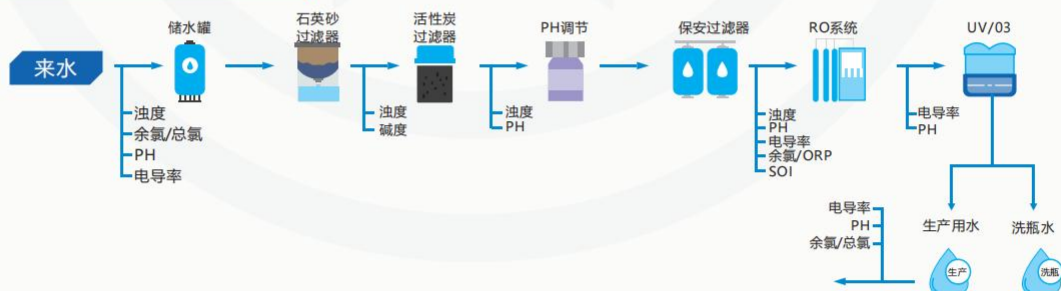 来水
储水罐
石英砂
过滤器
活性炭
过滤器
PH调节
保安过滤器
RO系统
UV/03
浊度
余氯/总氯
PH
电导率
浊度
碱度
浊度
PH
浊度
PH
电导率
余氯/ORP
SOI
电导率
PH
电导率
PH
余氯/总氯
生产用水
洗瓶水
生产
洗瓶